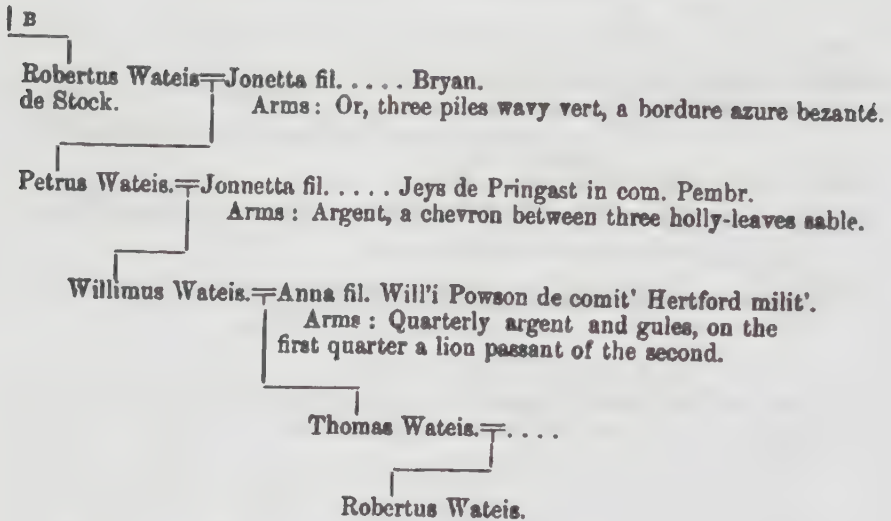 B
Robertus Wateis=Jonetta fil. . . . . Bryan.
de Stock. Arms: Or, three piles wavy vert, a bordure azure bezanté.
Petrus Wateis.=Jonnetta fil. . . . . Jeys de Pringast in com. Pembr.
Arms: Argent, a chevron between three holly-leaves sable.
Willimus Wateis.=Anna fil. Will'i Powson de comit' Hertford milit'.
Arms: Quarterly argent and gules, on the
first quarter a lion passant of the second.
Thomas Wateis.=. . . .
Robertus Wateis.